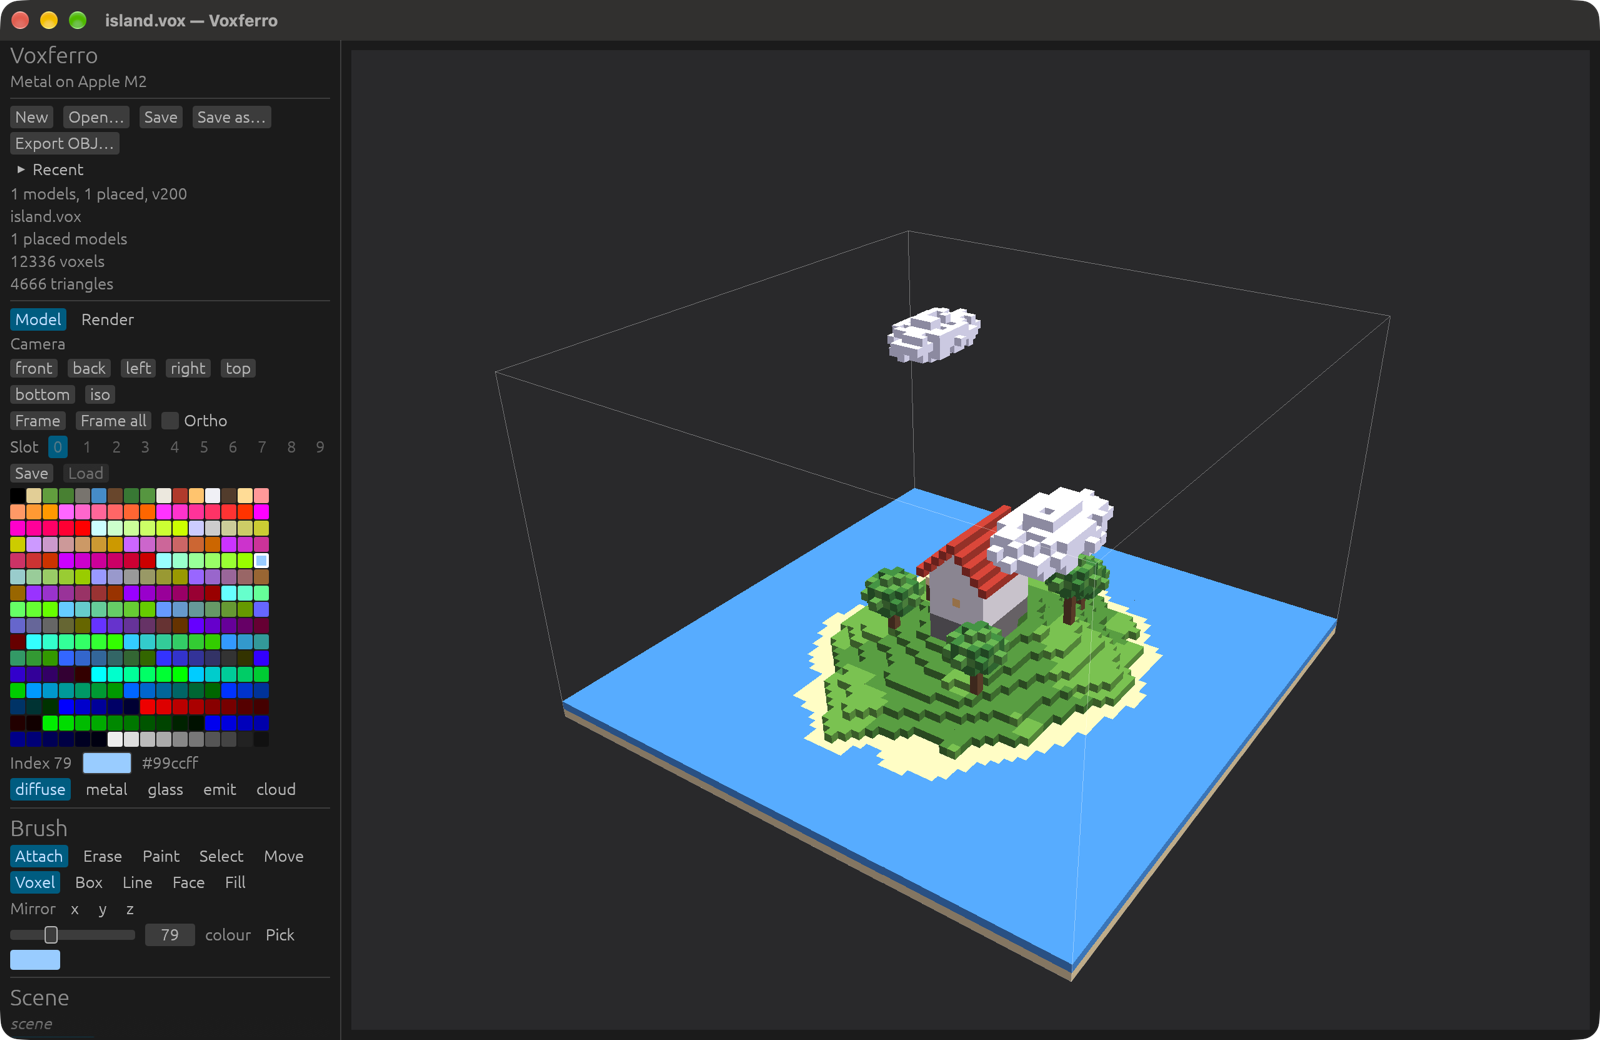 island.vox — Voxferro
Voxferro
Metal on Apple M2
New Open... Save Save as...
Export OBJ...
▸ Recent
1 models, 1 placed, v200
island.vox
1 placed models
12336 voxels
4666 triangles
Model Render
Camera
front back left right top
bottom iso
Frame Frame all Ortho
Slot 0 1 2 3 4 5 6 7 8 9
Save Load
Index 79 #99ccff
diffuse metal glass emit cloud
Brush
Attach Erase Paint Select Move
Voxel Box Line Face Fill
Mirror x y z
79 colour Pick
Scene
scene